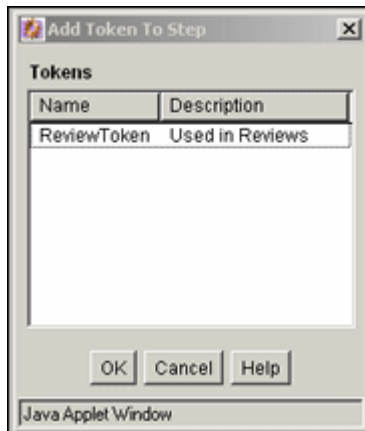 Add Token To Step
Tokens
Name Description
ReviewToken Used in Reviews
OK Cancel Help
Java Applet Window